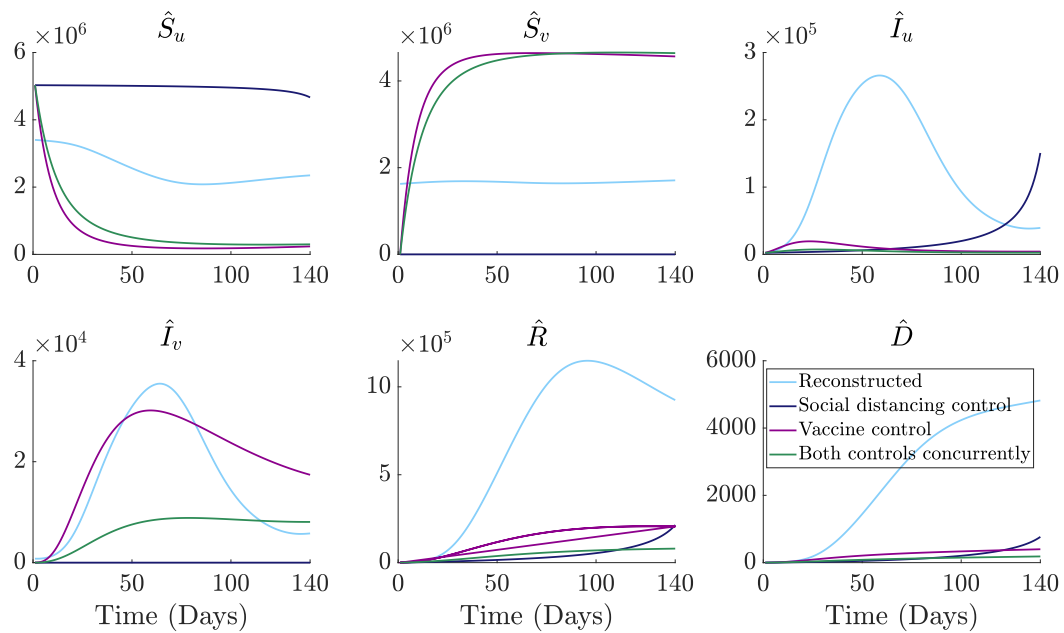 Ŝ_u
×10^6
6
4
2
0
0 50 100 140
Ŝ_v
×10^6
4
2
0
0 50 100 140
Î_u
×10^5
3
2
1
0
0 50 100 140
Î_v
×10^4
4
2
0
0 50 100 140
Time (Days)
R̂
×10^5
10
5
0
0 50 100 140
Time (Days)
D̂
6000
4000
2000
0
Reconstructed
Social distancing control
Vaccine control
Both controls concurrently
0 50 100 140
Time (Days)